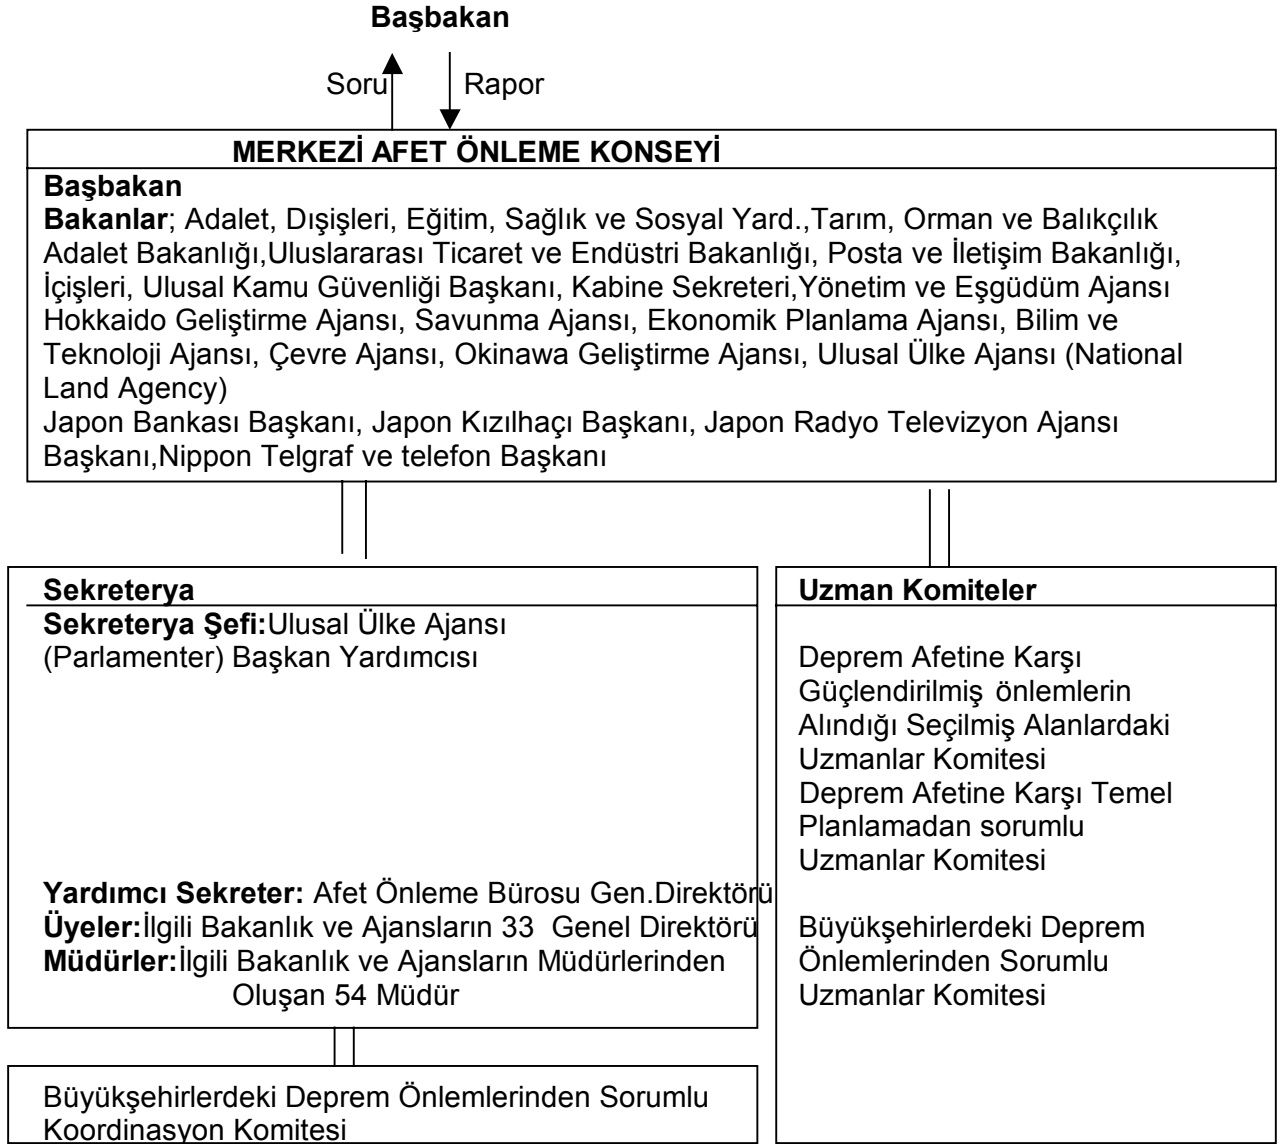 Başbakan
Soru Rapor
MERKEZİ AFET ÖNLEME KONSEYİ
Başbakan
Bakanlar; Adalet, Dışişleri, Eğitim, Sağlık ve Sosyal Yard.,Tarım, Orman ve Balıkçılık
Adalet Bakanlığı,Uluslararası Ticaret ve Endüstri Bakanlığı, Posta ve İletişim Bakanlığı,
İçişleri, Ulusal Kamu Güvenliği Başkanı, Kabine Sekreteri,Yönetim ve Eşgüdüm Ajansı
Hokkaido Geliştirme Ajansı, Savunma Ajansı, Ekonomik Planlama Ajansı, Bilim ve
Teknoloji Ajansı, Çevre Ajansı, Okinawa Geliştirme Ajansı, Ulusal Ülke Ajansı (National
Land Agency)
Japon Bankası Başkanı, Japon Kızılhaçı Başkanı, Japon Radyo Televizyon Ajansı
Başkanı,Nippon Telgraf ve telefon Başkanı
Sekreterya
Sekreterya Şefi:Ulusal Ülke Ajansı
(Parlamenter) Başkan Yardımcısı
Yardımcı Sekreter: Afet Önleme Bürosu Gen.Direktörü
Üyeler:İlgili Bakanlık ve Ajansların 33 Genel Direktörü
Müdürler:İlgili Bakanlık ve Ajansların Müdürlerinden
Oluşan 54 Müdür
Büyükşehirlerdeki Deprem Önlemlerinden Sorumlu
Koordinasyon Komitesi
Uzman Komiteler
Deprem Afetine Karşı
Güçlendirilmiş önlemlerin
Alındığı Seçilmiş Alanlardaki
Uzmanlar Komitesi
Deprem Afetine Karşı Temel
Planlamadan sorumlu
Uzmanlar Komitesi
Büyükşehirlerdeki Deprem
Önlemlerinden Sorumlu
Uzmanlar Komitesi